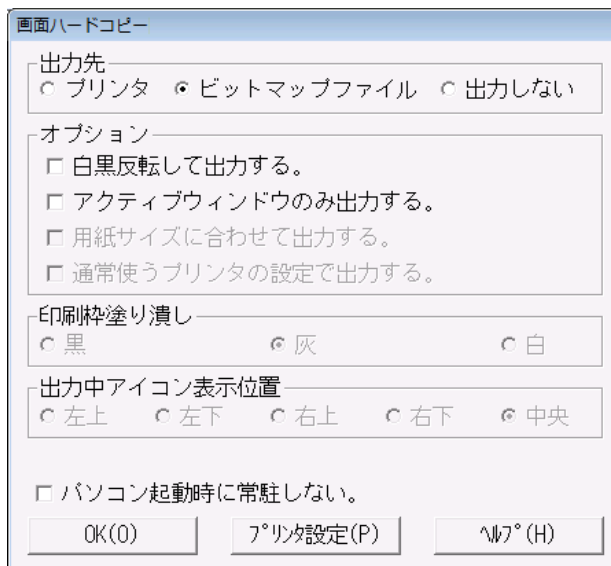 画面ハードコピー
出力先
プリンタ ビットマップファイル 出力しない
オプション
白黒反転して出力する。
アクティブウィンドウのみ出力する。
用紙サイズに合わせて出力する。
通常使うプリンタの設定で出力する。
印刷枠塗り潰し
黒 灰 白
出力中アイコン表示位置
左上 左下 右上 右下 中央
パソコン起動時に常駐しない。
OK(O) プリンタ設定(P) ヘルプ(H)